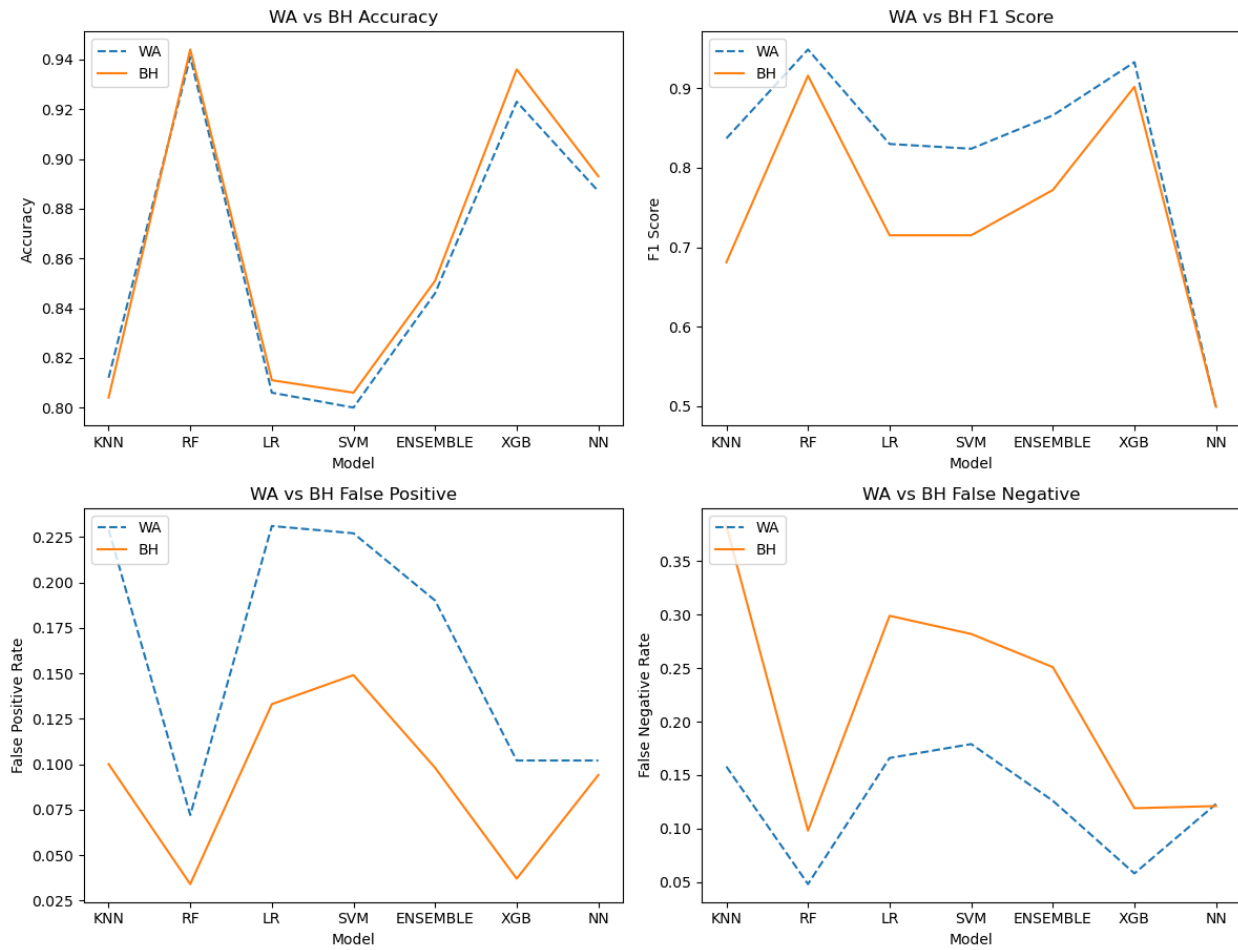 WA vs BH Accuracy
WA
BH
Accuracy
0.94
0.92
0.90
0.88
0.86
0.84
0.82
0.80
KNN RF LR SVM ENSEMBLE XGB NN
Model
WA vs BH F1 Score
WA
BH
F1 Score
0.9
0.8
0.7
0.6
0.5
KNN RF LR SVM ENSEMBLE XGB NN
Model
WA vs BH False Positive
WA
BH
False Positive Rate
0.225
0.200
0.175
0.150
0.125
0.100
0.075
0.050
0.025
KNN RF LR SVM ENSEMBLE XGB NN
Model
WA vs BH False Negative
WA
BH
False Negative Rate
0.35
0.30
0.25
0.20
0.15
0.10
0.05
KNN RF LR SVM ENSEMBLE XGB NN
Model